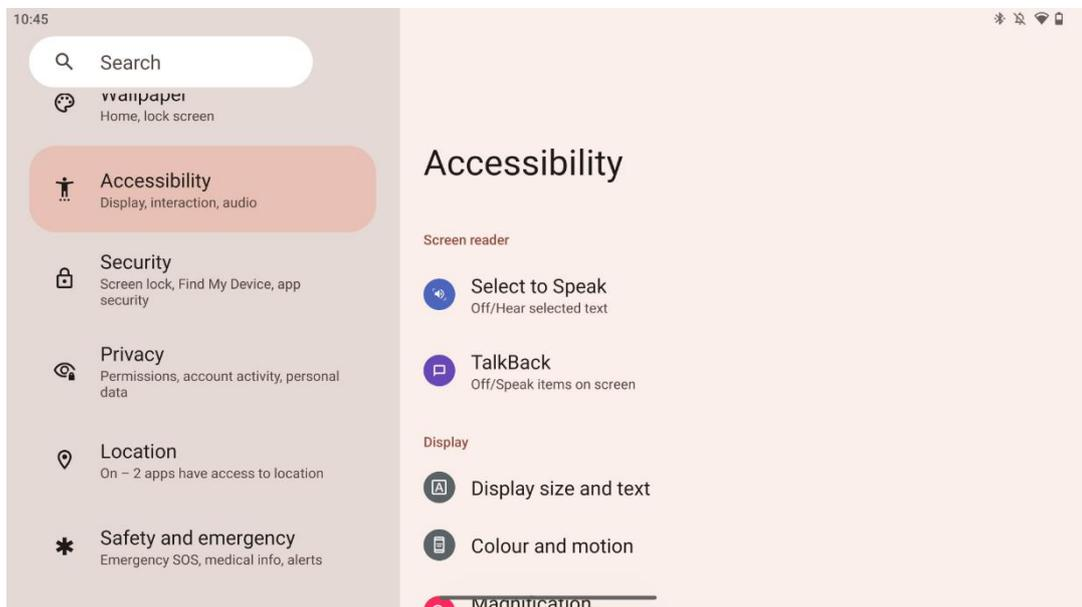 10:45
Search
Wallpaper
Home, lock screen
Accessibility
Display, interaction, audio
Security
Screen lock, Find My Device, app
security
Privacy
Permissions, account activity, personal
data
Location
On – 2 apps have access to location
Safety and emergency
Emergency SOS, medical info, alerts
Accessibility
Screen reader
Select to Speak
Off/Hear selected text
TalkBack
Off/Speak items on screen
Display
Display size and text
Colour and motion
Magnification